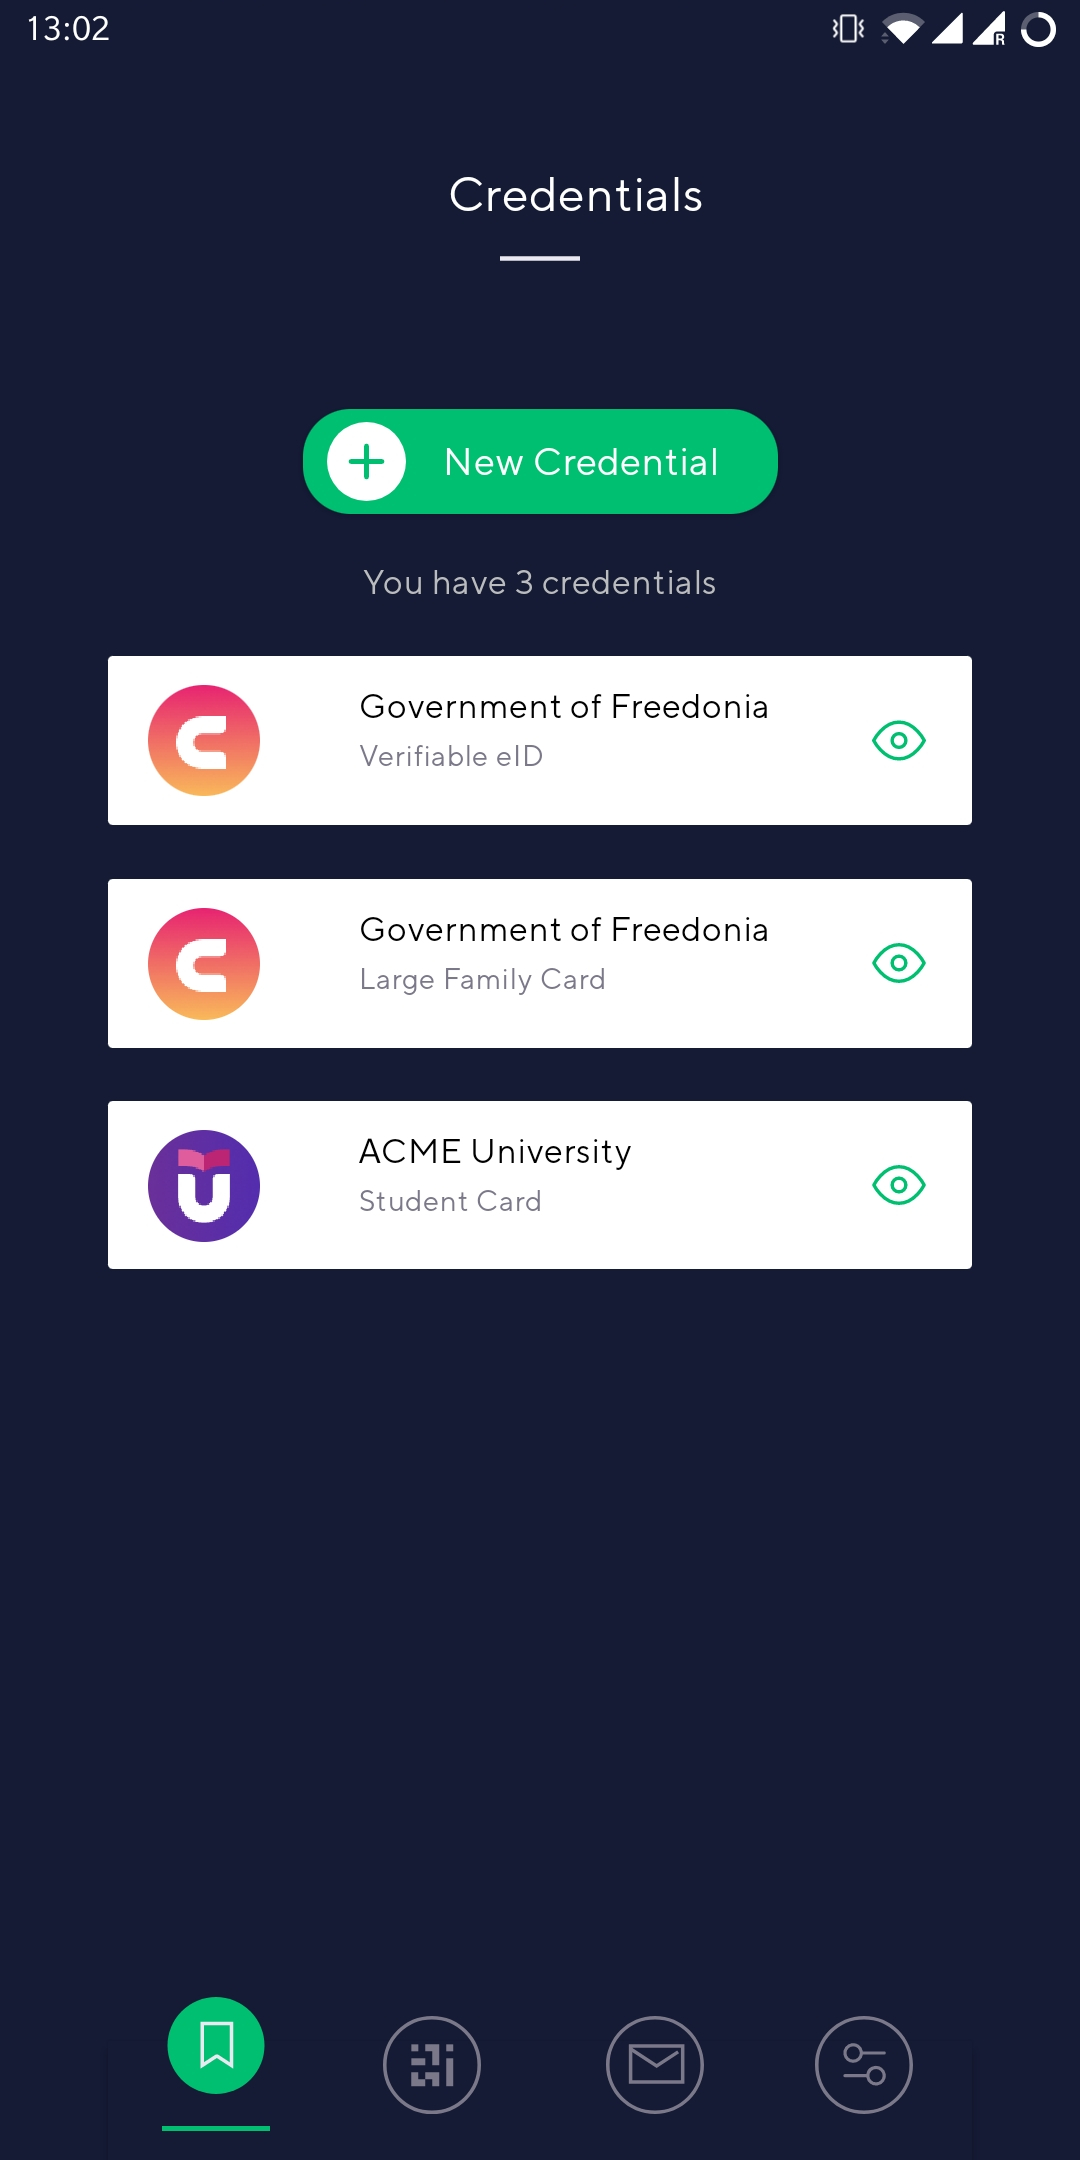 13:02
R
Credentials
New Credential
You have 3 credentials
Government of Freedonia
Verifiable eID
Government of Freedonia
Large Family Card
ACME University
Student Card